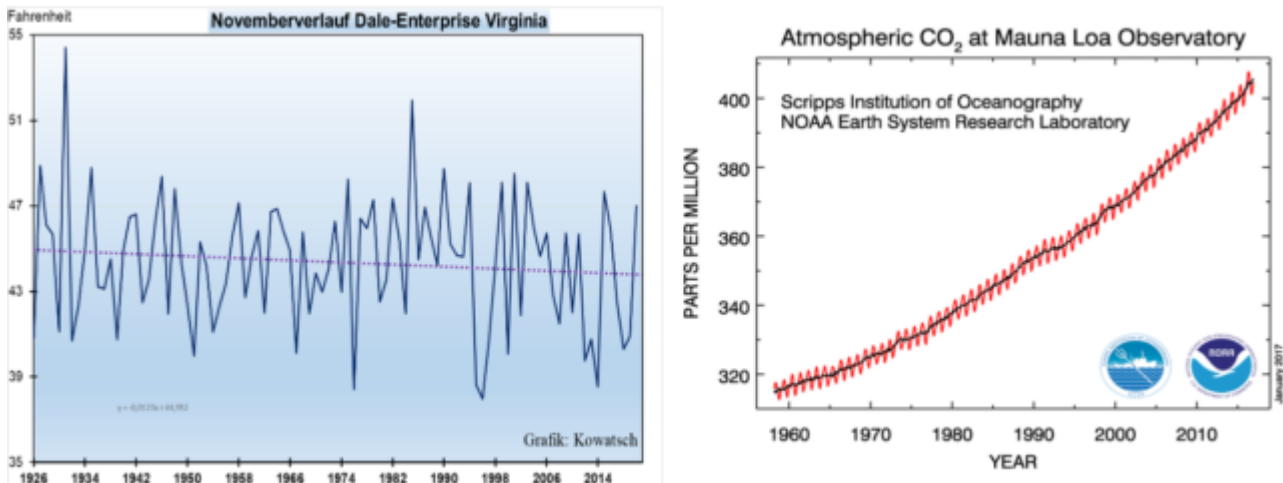 Fahrenheit
Novemberverlauf Dale-Enterprise Virginia
55
51
47
43
39
35
Grafik: Kowatsch
1926 1934 1942 1950 1958 1966 1974 1982 1990 1998 2006 2014
Atmospheric CO₂ at Mauna Loa Observatory
Scripps Institution of Oceanography
NOAA Earth System Research Laboratory
PARTS PER MILLION
400
380
360
340
320
NOAA
January 2017
1960 1970 1980 1990 2000 2010
YEAR